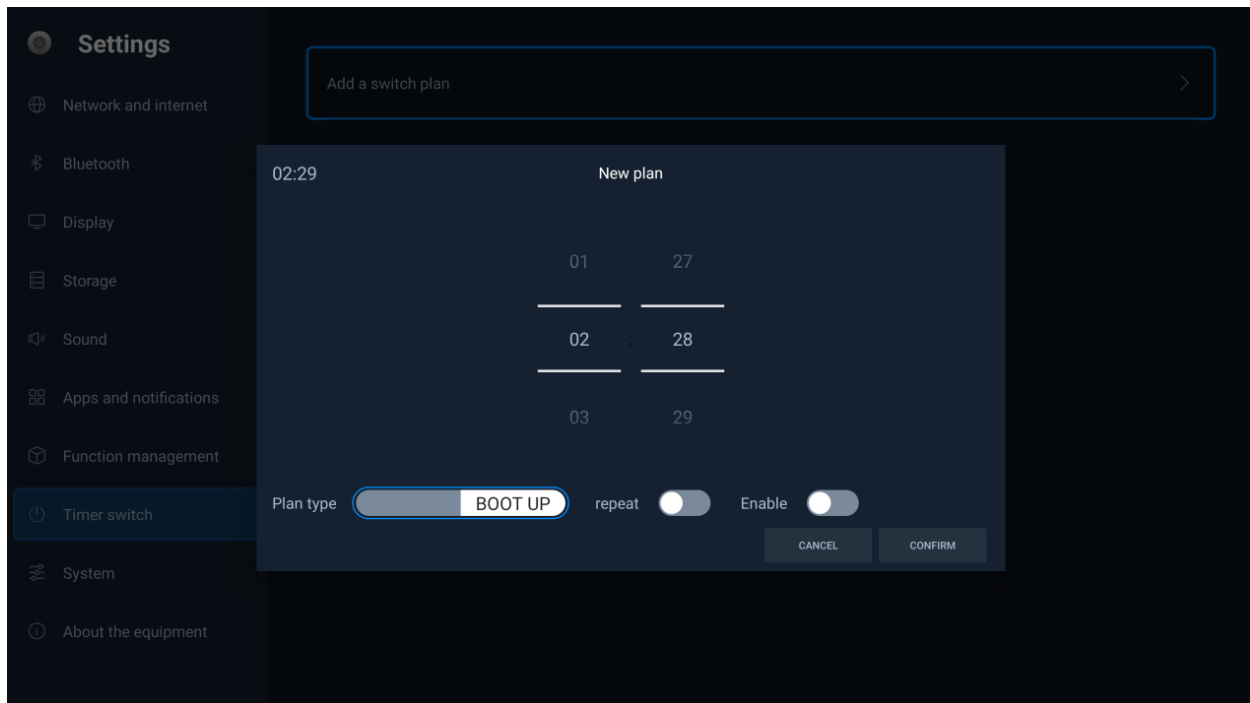 Settings
Network and internet
Bluetooth
Display
Storage
Sound
Apps and notifications
Function management
Timer switch
System
About the equipment
Add a switch plan
02:29 New plan
01 27
02 : 28
03 29
Plan type BOOT UP repeat Enable
CANCEL CONFIRM